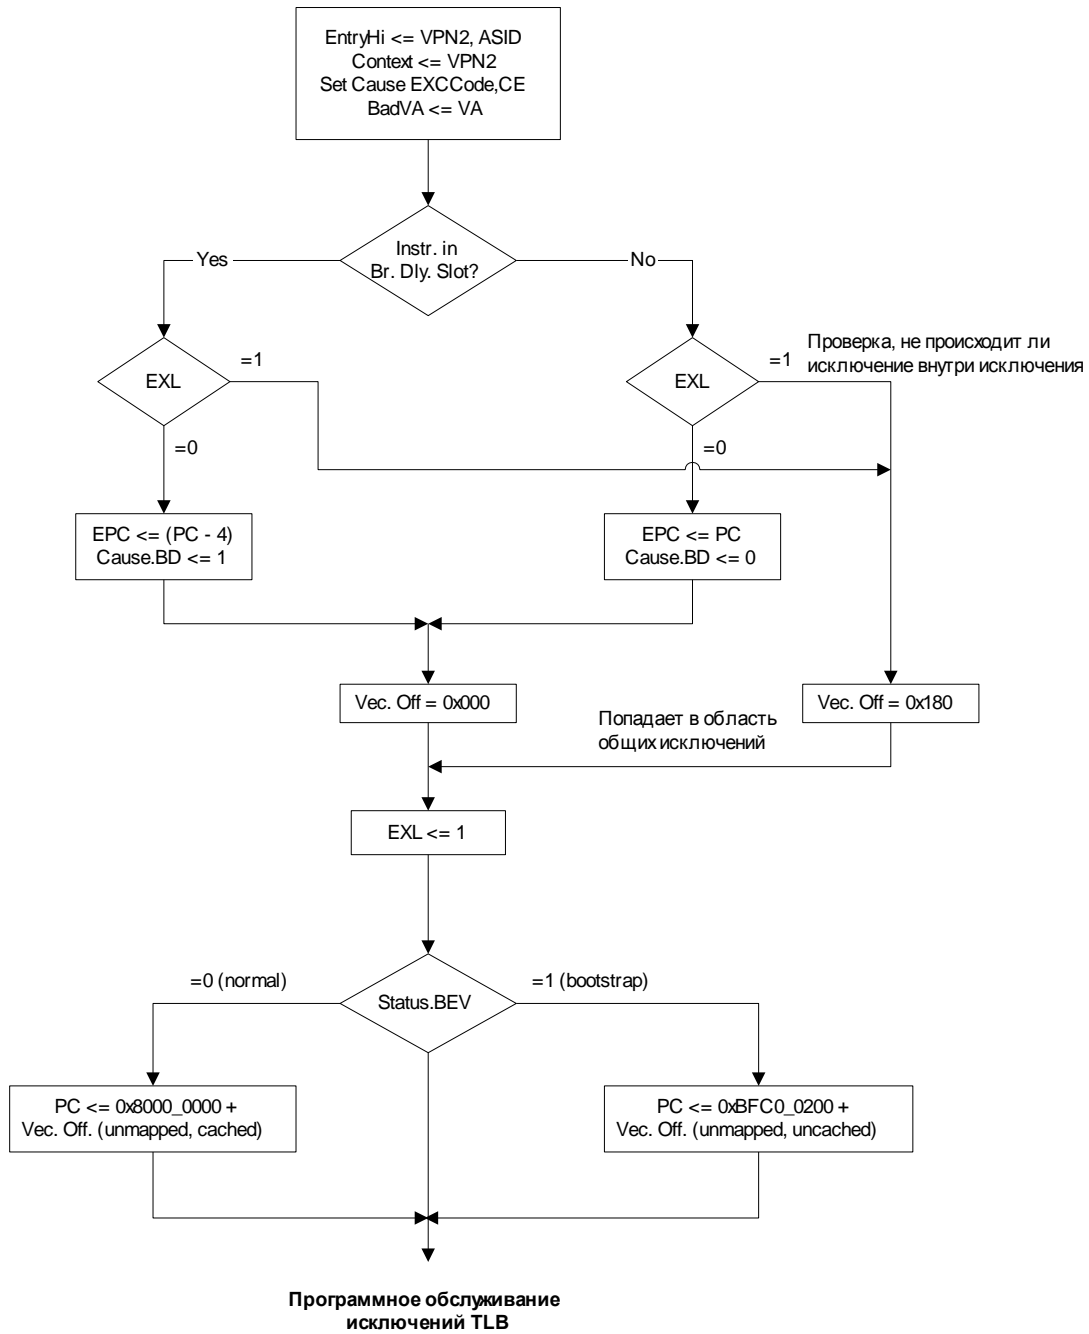 EntryHi <= VPN2, ASID
Context <= VPN2
Set Cause EXCCode,CE
BadVA <= VA
Instr. in
Br. Dly. Slot?
Yes
No
Проверка, не происходит ли
исключение внутри исключения
EXL
=1
EXL
=1
=0
=0
EPC <= (PC - 4)
Cause.BD <= 1
EPC <= PC
Cause.BD <= 0
Vec. Off = 0x000
Vec. Off = 0x180
Попадает в область
общих исключений
EXL <= 1
=0 (normal)
=1 (bootstrap)
Status.BEV
PC <= 0x8000_0000 +
Vec. Off. (unmapped, cached)
PC <= 0xBFC0_0200 +
Vec. Off. (unmapped, uncached)
Программное обслуживание
исключений TLB